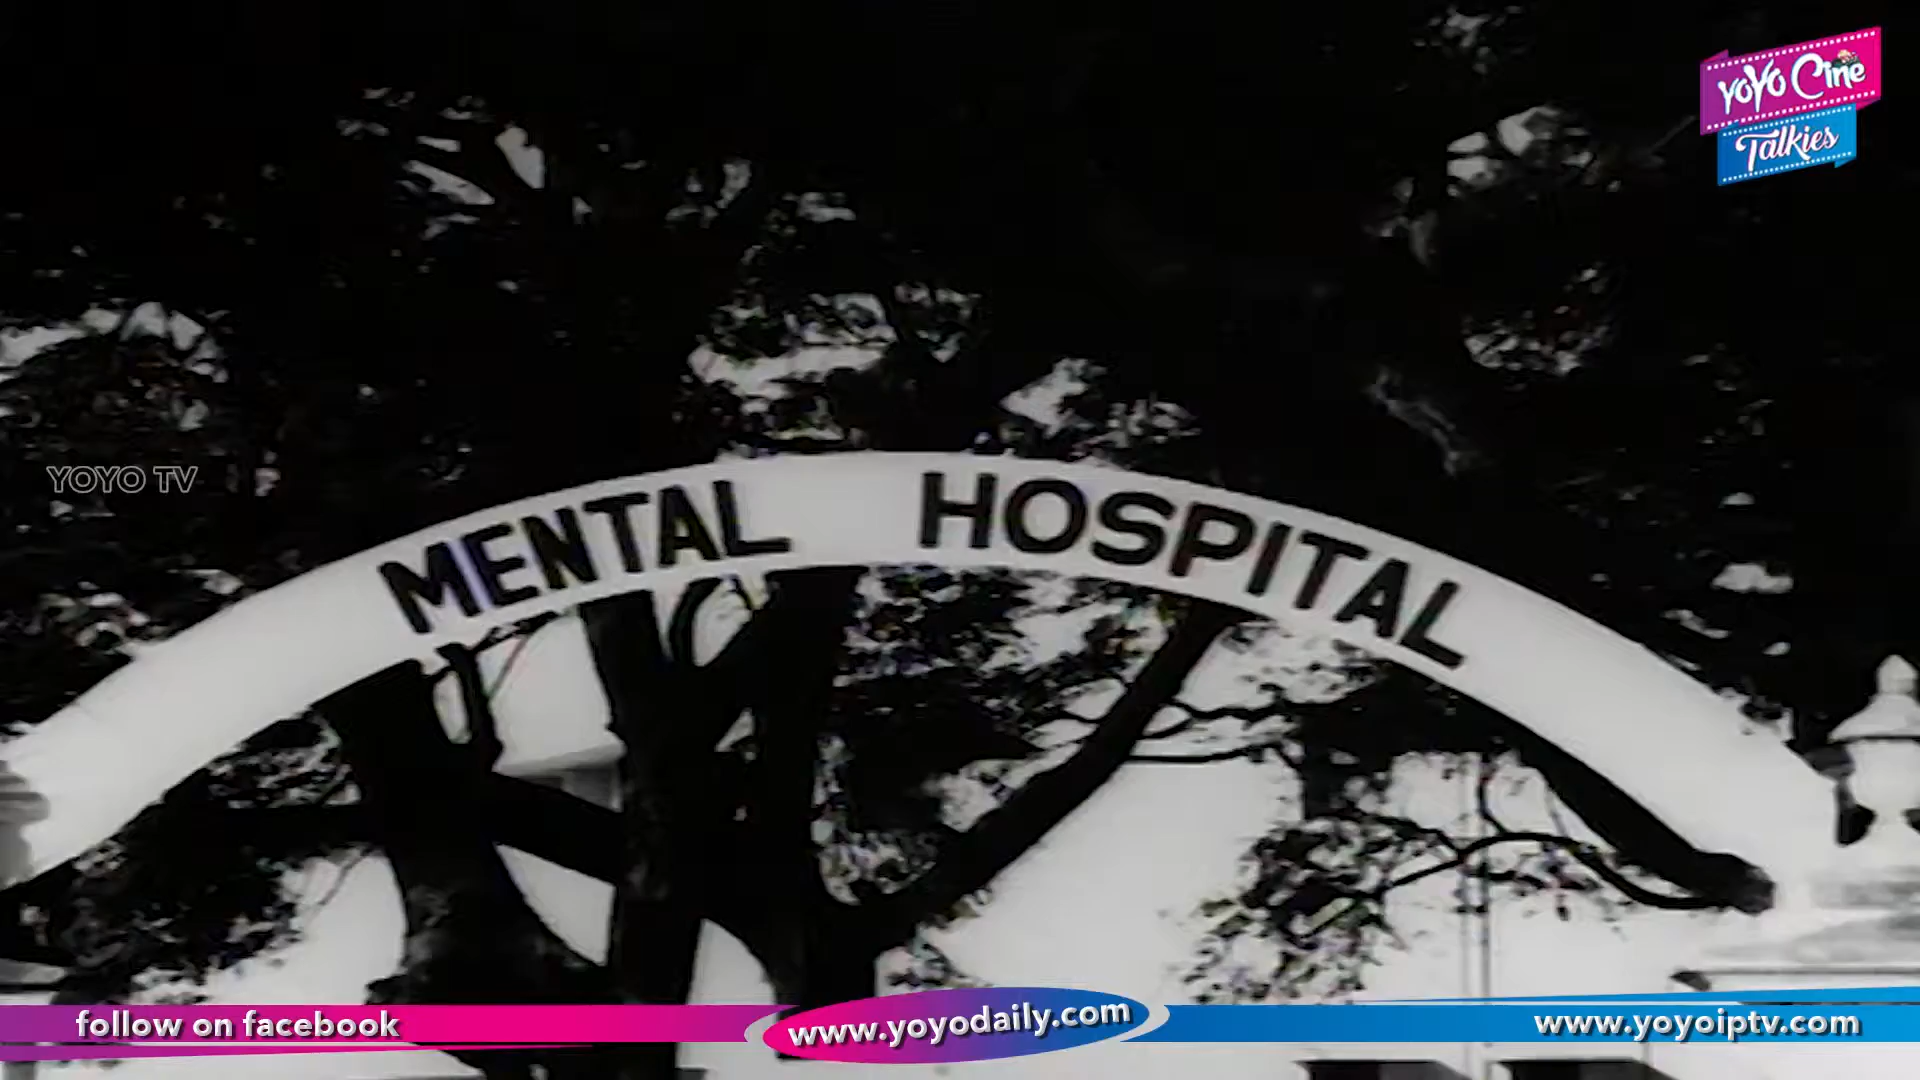 YOYO Cine
Talkies
YOYO TV
MENTAL HOSPITAL
follow on facebook
www.yoyodaily.com
www.yoyoiptv.com